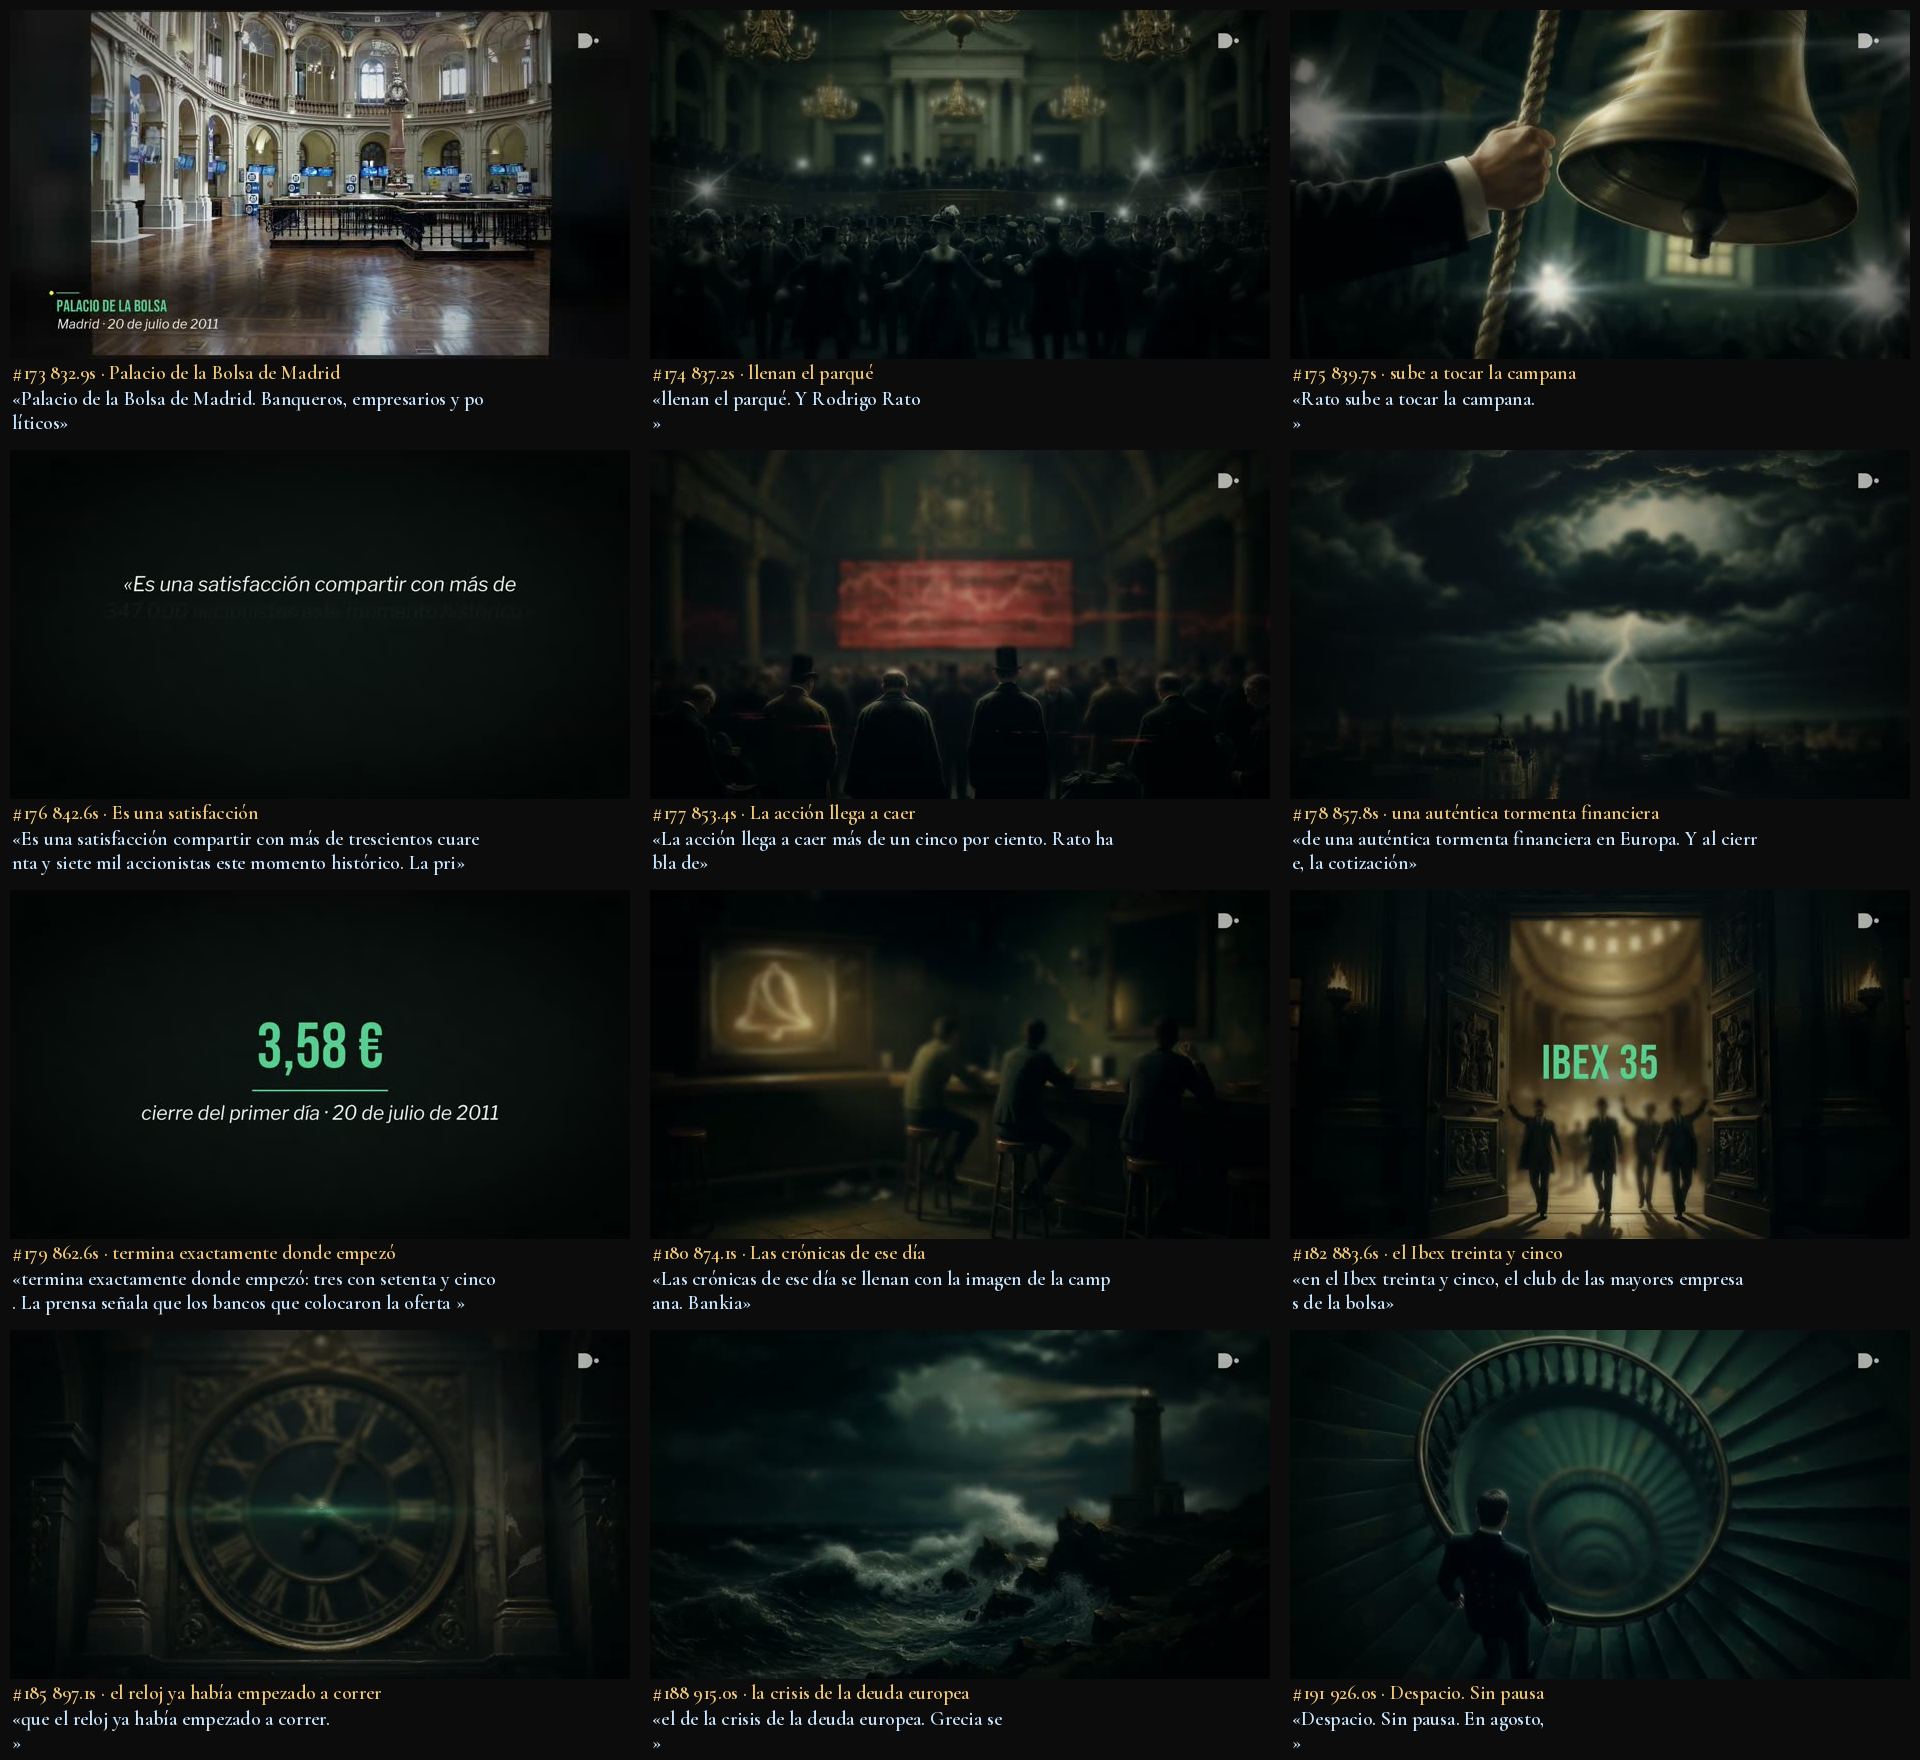 PALACIO DE LA BOLSA
Madrid · 20 de julio de 2011
#173 832.9s · Palacio de la Bolsa de Madrid
«Palacio de la Bolsa de Madrid. Banqueros, empresarios y po
líticos»
#174 837.2s · llenan el parqué
«llenan el parqué. Y Rodrigo Rato
»
#175 839.7s · sube a tocar la campana
«Rato sube a tocar la campana.
»
«Es una satisfacción compartir con más de
347.000 accionistas este momento histórico»
#176 842.6s · Es una satisfacción
«Es una satisfacción compartir con más de trescientos cuare
nta y siete mil accionistas este momento histórico. La pri»
#177 853.4s · La acción llega a caer
«La acción llega a caer más de un cinco por ciento. Rato ha
bla de»
#178 857.8s · una auténtica tormenta financiera
«de una auténtica tormenta financiera en Europa. Y al cierr
e, la cotización»
3,58 €
cierre del primer día · 20 de julio de 2011
#179 862.6s · termina exactamente donde empezó
«termina exactamente donde empezó: tres con setenta y cinco
. La prensa señala que los bancos que colocaron la oferta »
#180 874.1s · Las crónicas de ese día
«Las crónicas de ese día se llenan con la imagen de la camp
ana. Bankia»
IBEX 35
#182 883.6s · el Ibex treinta y cinco
«en el Ibex treinta y cinco, el club de las mayores empresa
s de la bolsa»
#185 897.1s · el reloj ya había empezado a correr
«que el reloj ya había empezado a correr.
»
#188 915.0s · la crisis de la deuda europea
«el de la crisis de la deuda europea. Grecia se
»
#191 926.0s · Despacio. Sin pausa
«Despacio. Sin pausa. En agosto,
»